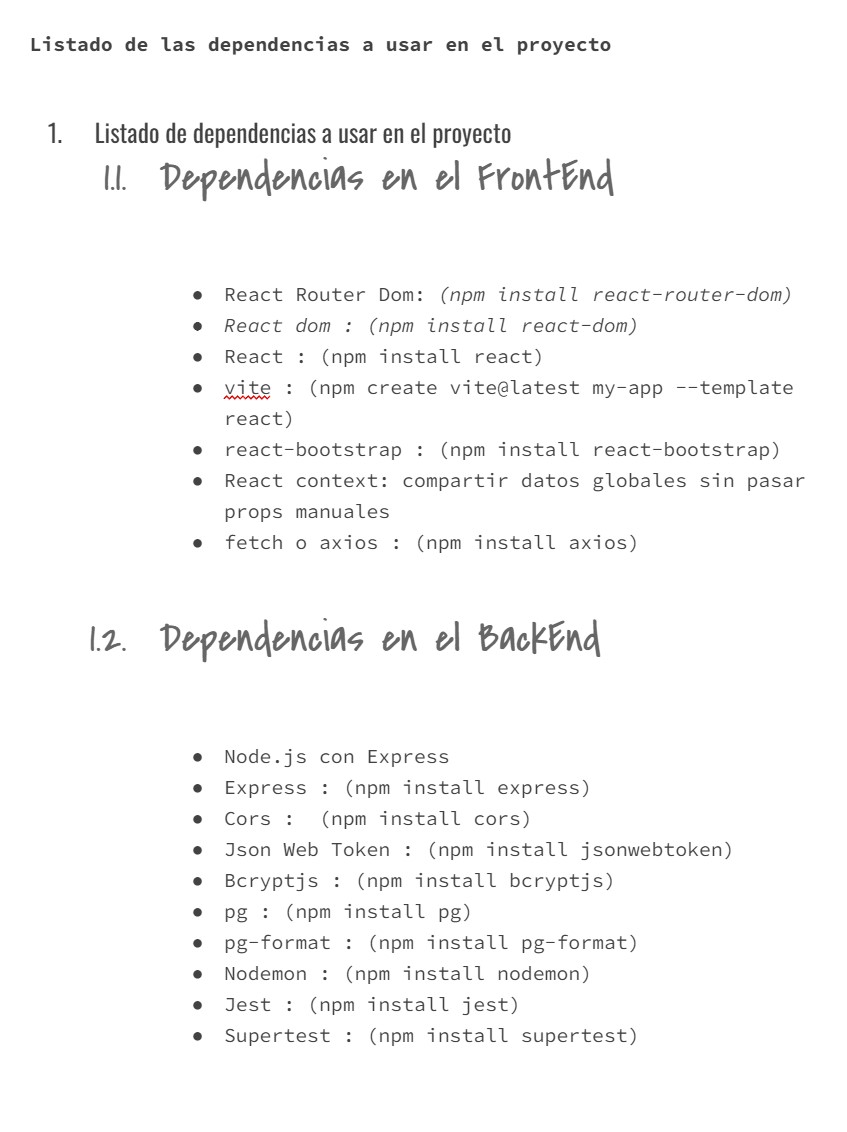 Listado de las dependencias a usar en el proyecto
1. Listado de dependencias a usar en el proyecto
1.1. Dependencias en el FrontEnd
● React Router Dom: (npm install react-router-dom)
● React dom : (npm install react-dom)
● React : (npm install react)
● vite : (npm create vite@latest my-app --template
react)
● react-bootstrap : (npm install react-bootstrap)
● React context: compartir datos globales sin pasar
props manuales
● fetch o axios : (npm install axios)
1.2. Dependencias en el BackEnd
● Node.js con Express
● Express : (npm install express)
● Cors :  (npm install cors)
● Json Web Token : (npm install jsonwebtoken)
● Bcryptjs : (npm install bcryptjs)
● pg : (npm install pg)
● pg-format : (npm install pg-format)
● Nodemon : (npm install nodemon)
● Jest : (npm install jest)
● Supertest : (npm install supertest)